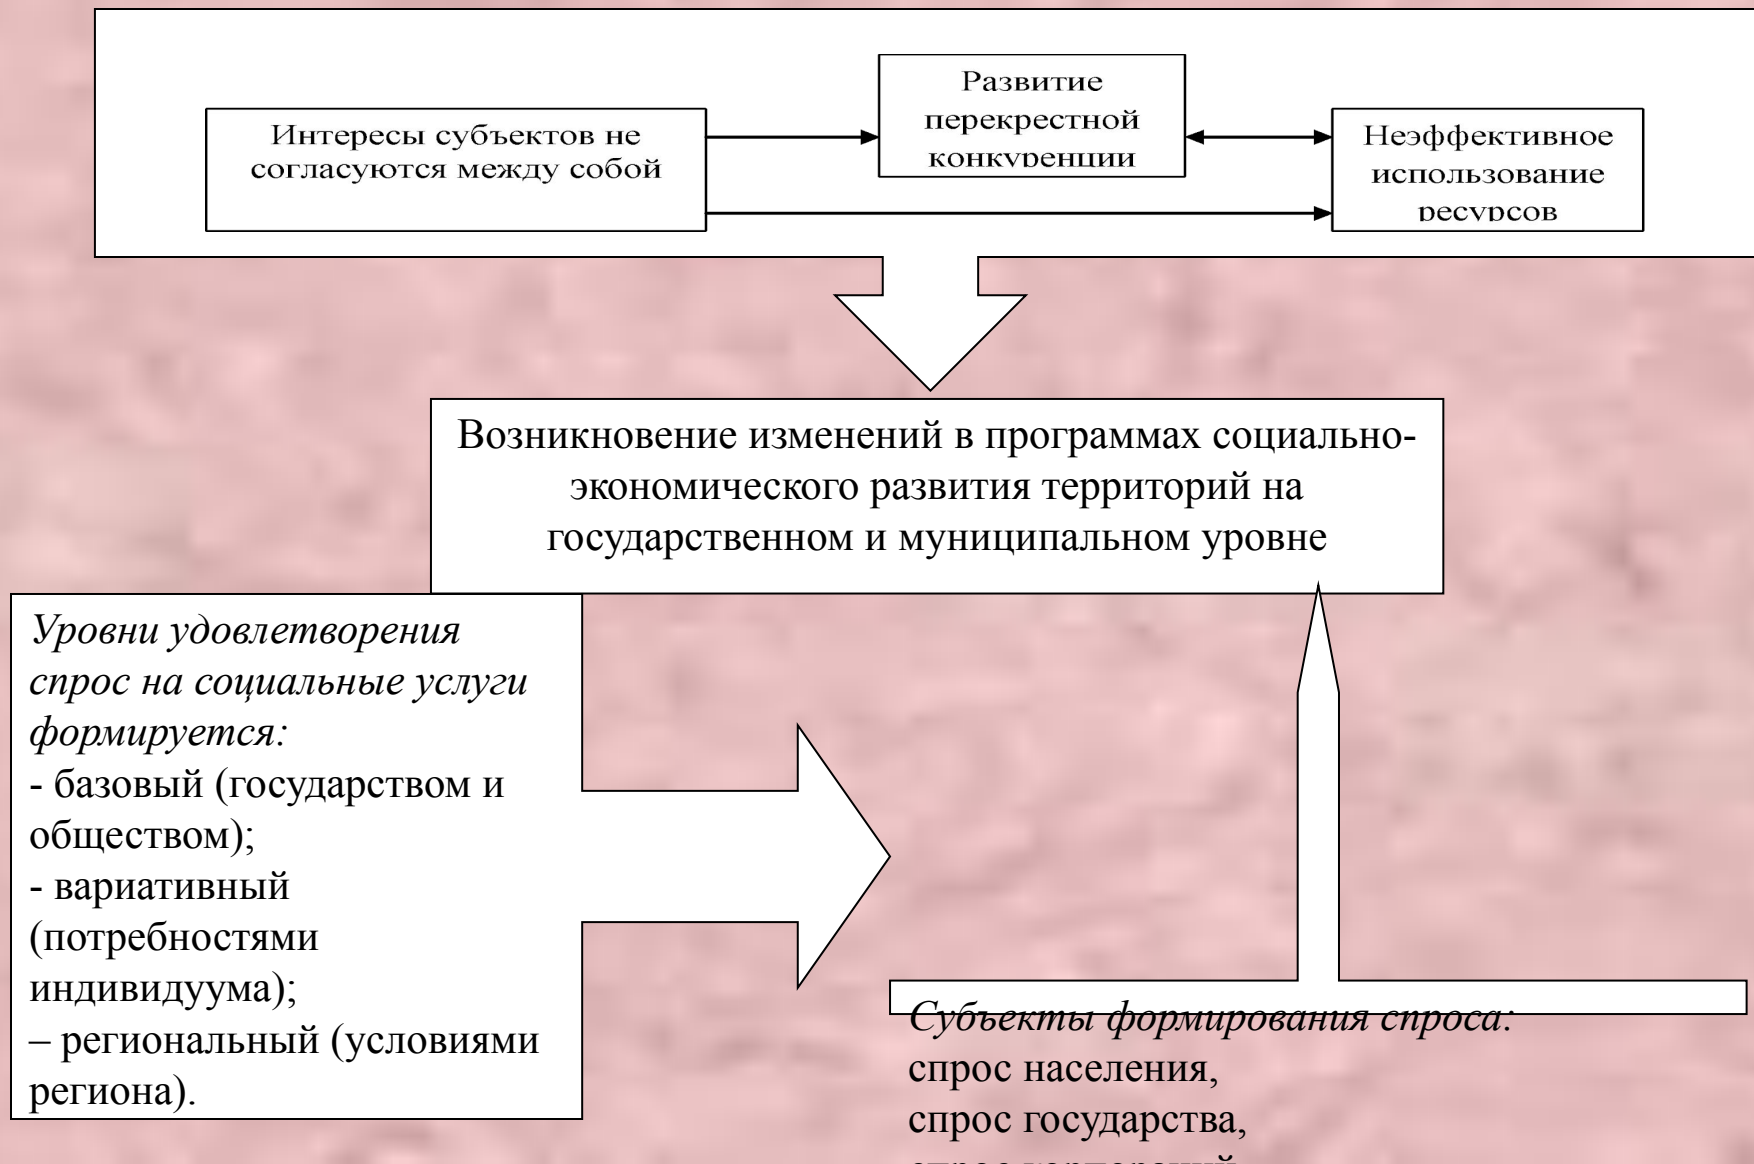 Интересы субъектов не
согласуются между собой
Развитие
перекрестной
конкуренции
Неэффективное
использование
ресурсов
Возникновение изменений в программах социально-
экономического развития территорий на
государственном и муниципальном уровне
Уровни удовлетворения
спрос на социальные услуги
формируется:
- базовый (государством и
обществом);
- вариативный
(потребностями
индивидуума);
– региональный (условиями
региона).
Субъекты формирования спроса:
спрос населения,
спрос государства,
спрос корпораций